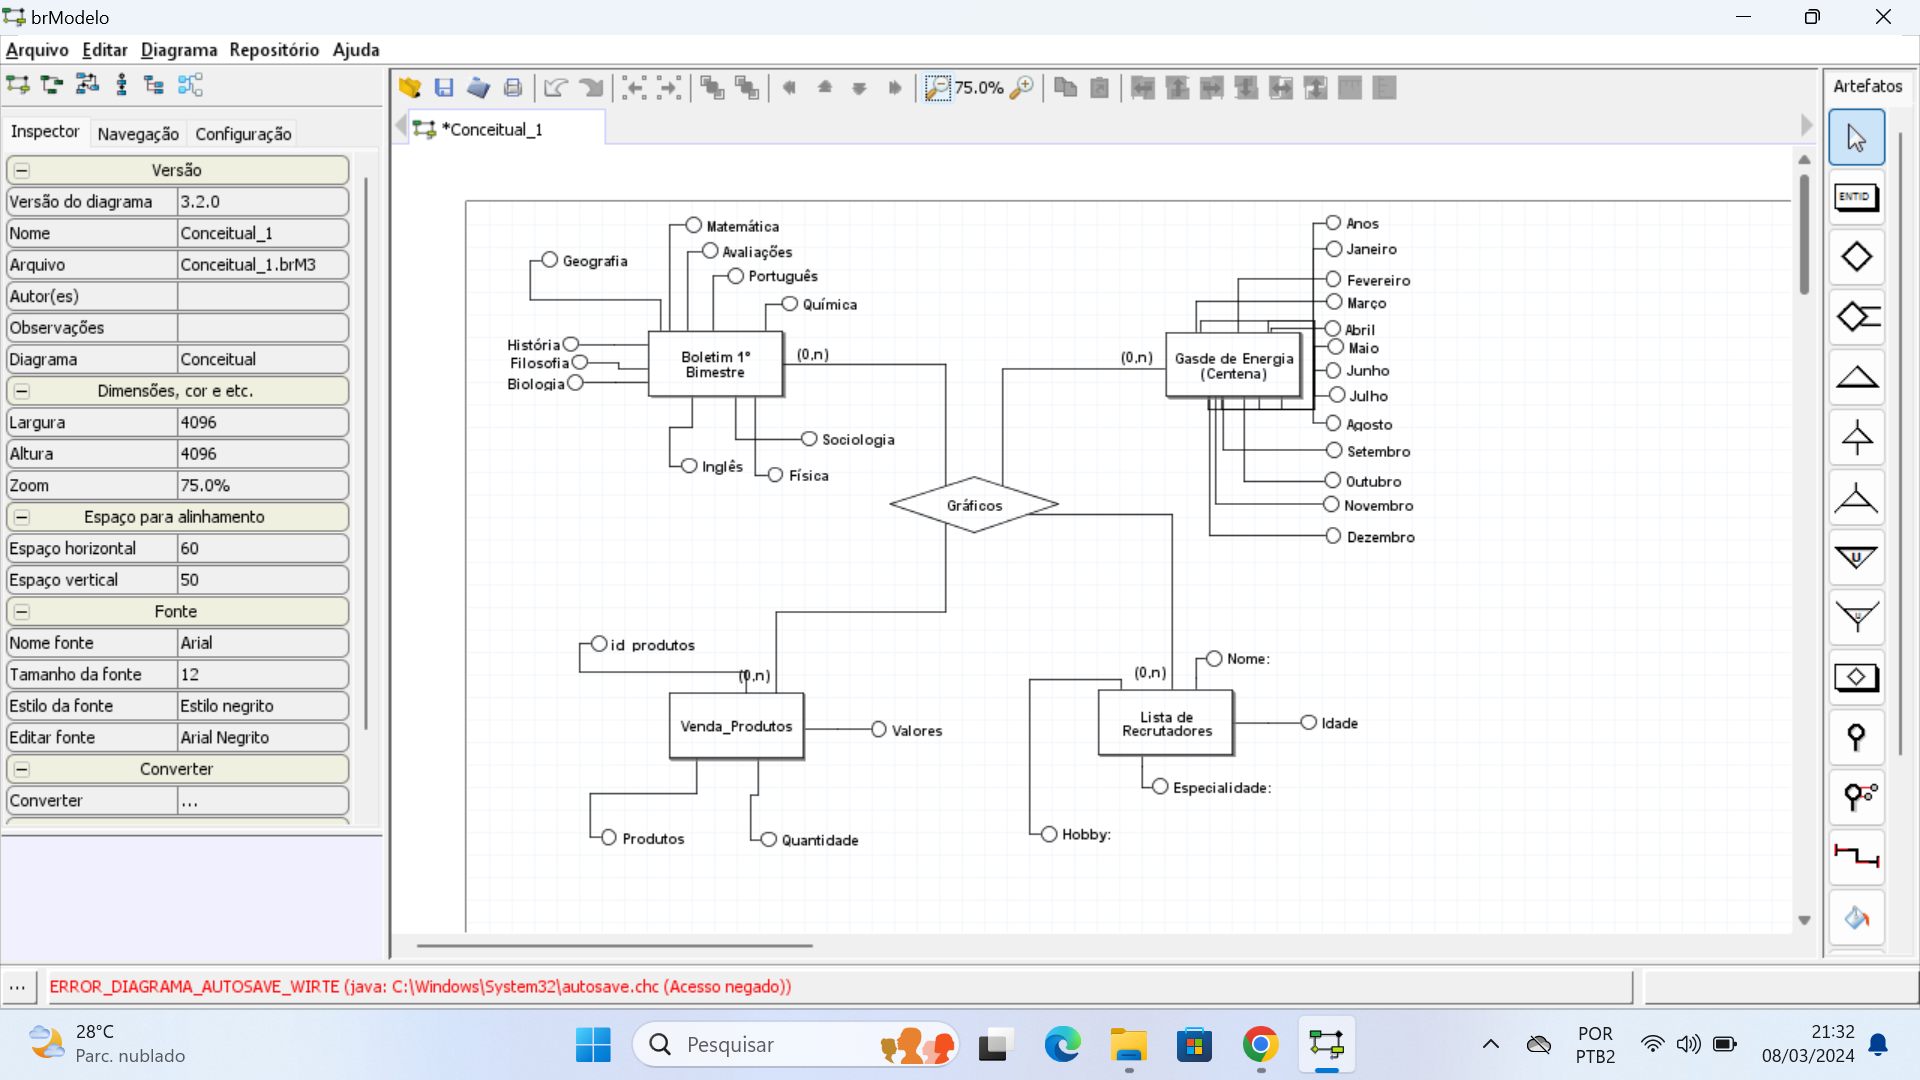 brModelo
Arquivo Editar Diagrama Repositório Ajuda
75.0%
Artefatos
Inspector Navegação Configuração
*Conceitual_1
Versão
Versão do diagrama 3.2.0
Nome Conceitual_1
Arquivo Conceitual_1.brM3
Autor(es)
Observações
Diagrama Conceitual
Dimensões, cor e etc.
Largura 4096
Altura 4096
Zoom 75.0%
Espaço para alinhamento
Espaço horizontal 60
Espaço vertical 50
Fonte
Nome fonte Arial
Tamanho da fonte 12
Estilo da fonte Estilo negrito
Editar fonte Arial Negrito
Converter
Converter ...
Matemática
Avaliações
Geografia
Português
Química
História
Filosofia
Biologia
Boletim 1°
Bimestre
(0,n)
Sociologia
Inglês
Física
Anos
Janeiro
Fevereiro
Março
Abril
Maio
Junho
Julho
Agosto
Setembro
Outubro
Novembro
Dezembro
(0,n)
Gasde de Energia
(Centena)
Gráficos
id_produtos
(0,n)
Venda_Produtos
Valores
Produtos
Quantidade
(0,n)
Nome:
Lista de
Recrutadores
Idade
Especialidade:
Hobby:
ENTID
U
U
...
ERROR_DIAGRAMA_AUTOSAVE_WIRTE (java: C:\Windows\System32\autosave.chc (Acesso negado))
28°C
Parc. nublado
Pesquisar
POR
PTB2
21:32
08/03/2024